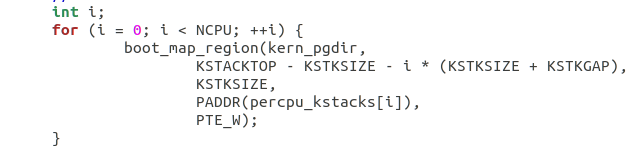 int i;
for (i = 0; i < NCPU; ++i) {
boot_map_region(kern_pgdir,
KSTACKTOP - KSTKSIZE - i * (KSTKSIZE + KSTKGAP),
KSTKSIZE,
PADDR(percpu_kstacks[i]),
PTE_W);
}